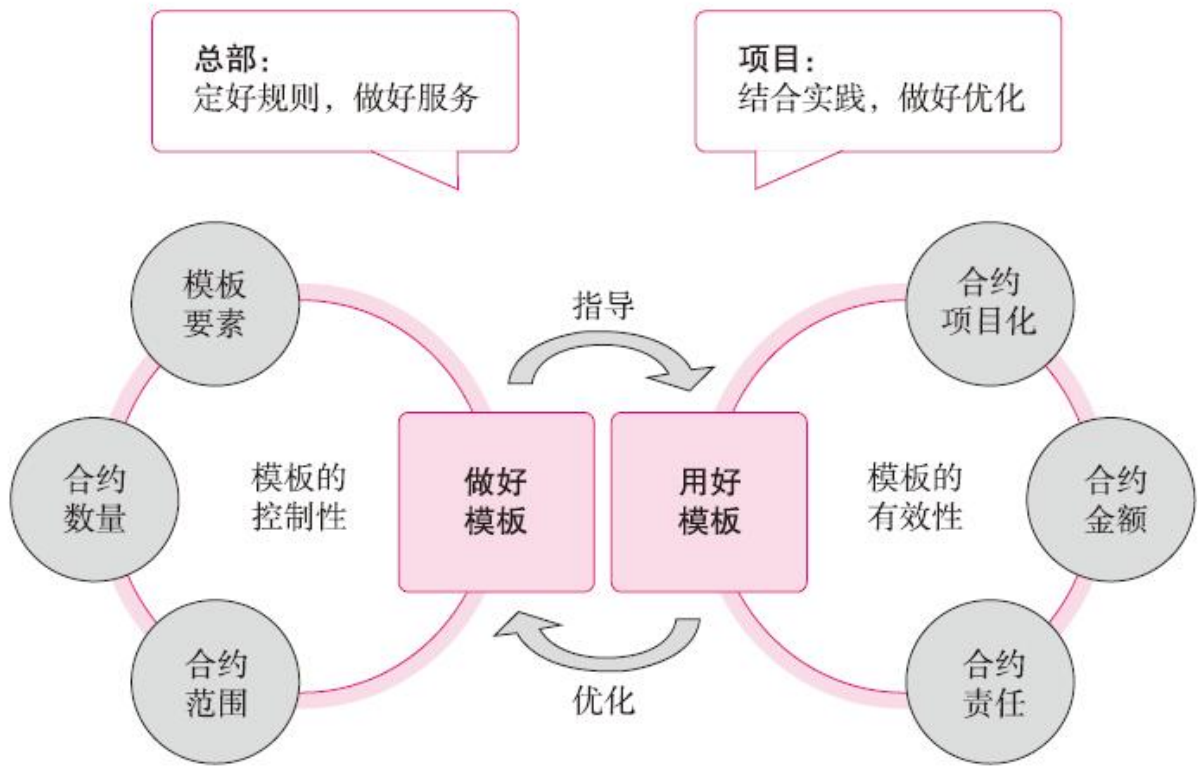 总部：
定好规则，做好服务
项目：
结合实践，做好优化
模板
要素
合约
数量
合约
范围
模板的
控制性
做好
模板
指导
优化
用好
模板
模板的
有效性
合约
项目化
合约
金额
合约
责任